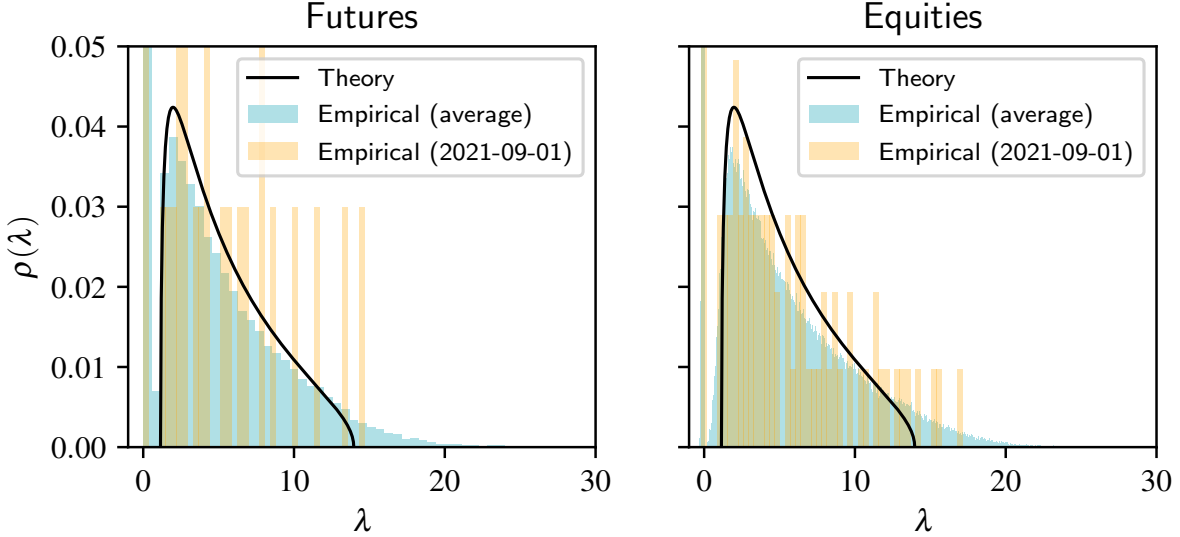 Futures
0.05
0.04
0.03
0.02
0.01
0.00
ρ(λ)
0
10
20
30
λ
Theory
Empirical (average)
Empirical (2021-09-01)
Equities
0
10
20
30
λ
Theory
Empirical (average)
Empirical (2021-09-01)